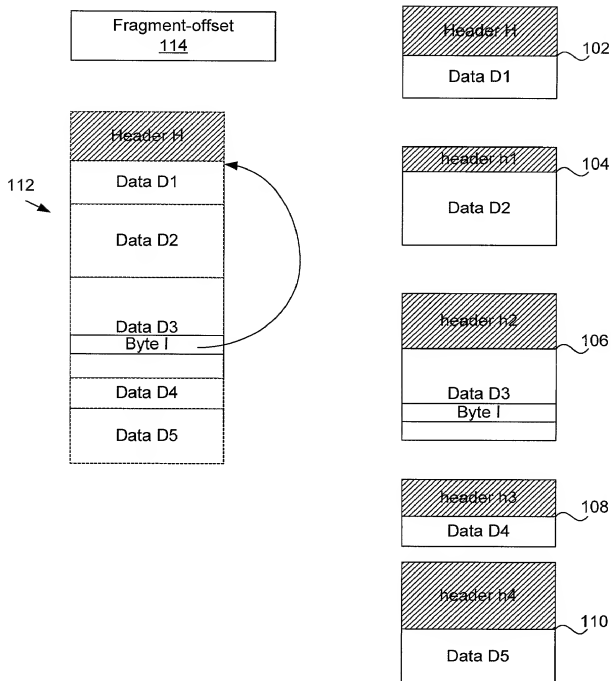 Fragment-offset
114
Header H
Data D1
Data D2
Data D3
Byte I
Data D4
Data D5
112
Header H
Data D1
102
header h1
Data D2
104
header h2
Data D3
Byte I
106
header h3
Data D4
108
header h4
Data D5
110